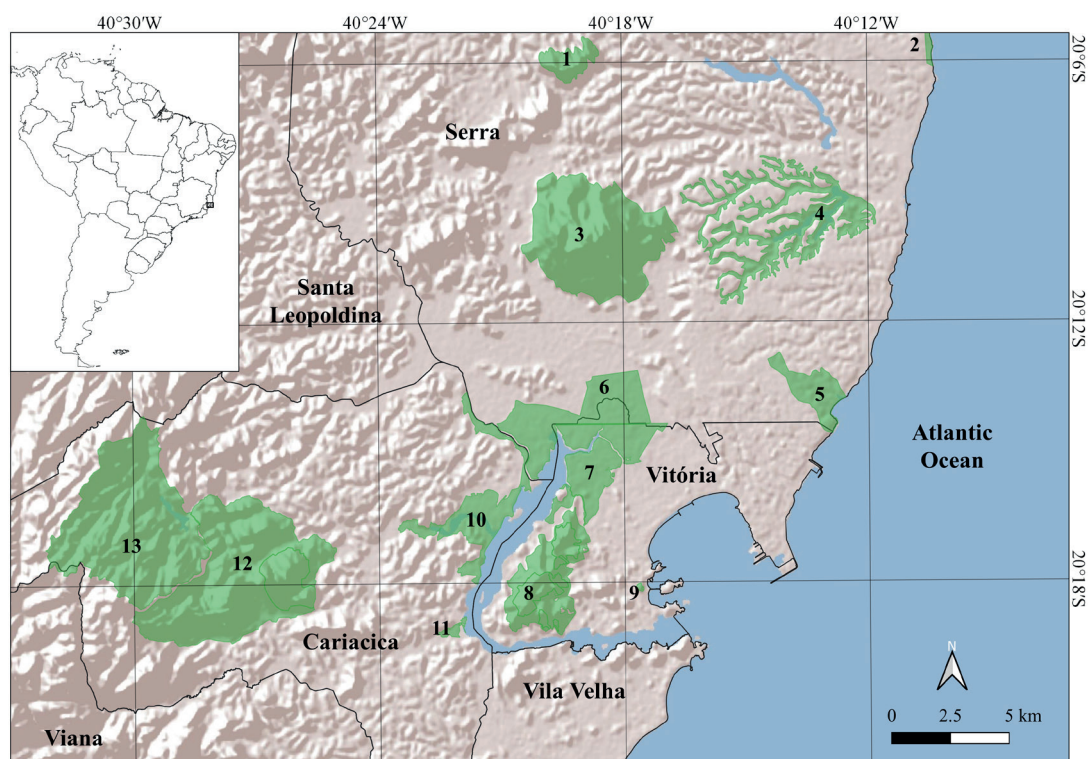 40°30'W 40°24'W 40°18'W 40°12'W
2
20°6'S
1
Serra
4
3
Santa
Leopoldina
20°12'S
6
5
Atlantic
Ocean
7
Vitória
10
13
12
8
9
20°18'S
11
Cariacica
N
Vila Velha
0 2.5 5 km
Viana